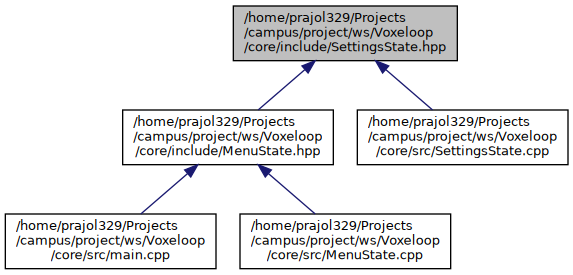 /home/prajol329/Projects
/campus/project/ws/Voxeloop
/core/include/SettingsState.hpp
/home/prajol329/Projects
/campus/project/ws/Voxeloop
/core/include/MenuState.hpp
/home/prajol329/Projects
/campus/project/ws/Voxeloop
/core/src/SettingsState.cpp
/home/prajol329/Projects
/campus/project/ws/Voxeloop
/core/src/main.cpp
/home/prajol329/Projects
/campus/project/ws/Voxeloop
/core/src/MenuState.cpp